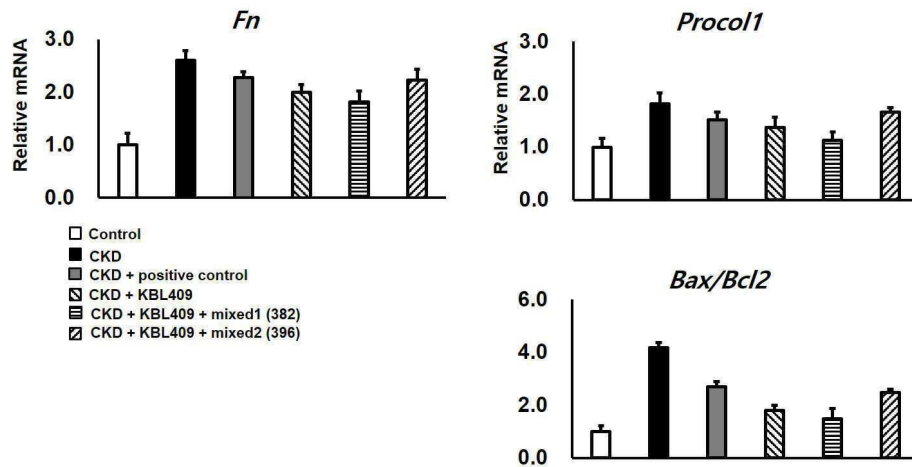 Fn
Relative mRNA
3.0
2.0
1.0
0.0
Control
CKD
CKD + positive control
CKD + KBL409
CKD + KBL409 + mixed1 (382)
CKD + KBL409 + mixed2 (396)
Procol1
Relative mRNA
3.0
2.0
1.0
0.0
Bax/Bcl2
6.0
4.0
2.0
0.0